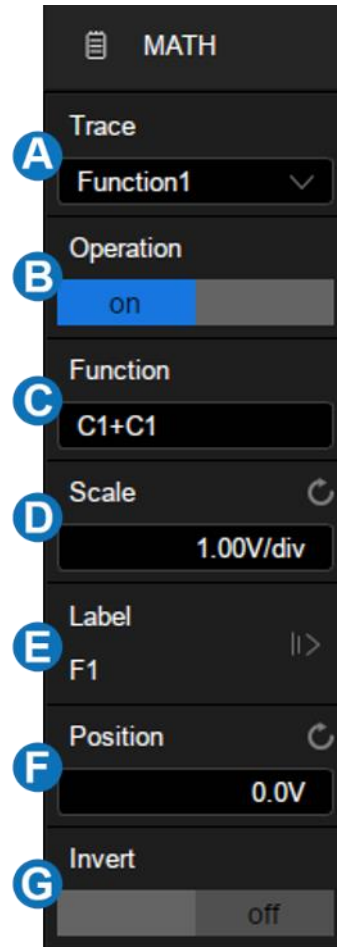 MATH
Trace
A
Function1
Operation
B
on
Function
C
C1+C1
Scale
D
1.00V/div
Label
E
F1
Position
F
0.0V
Invert
G
off